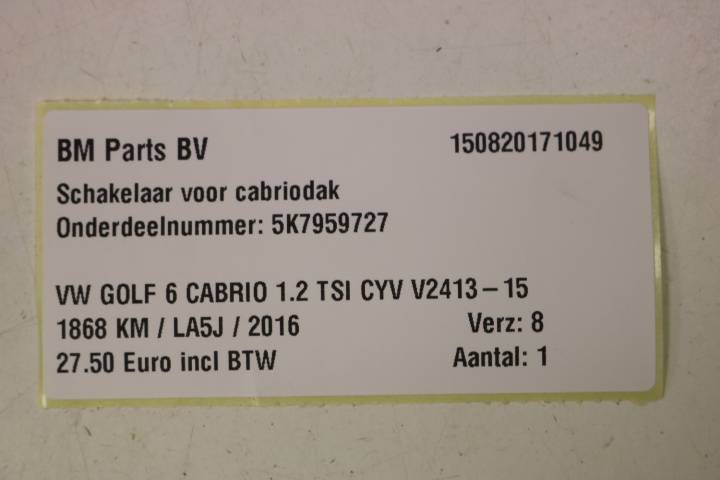 BM Parts BV 150820171049
Schakelaar voor cabriodak
Onderdeelnummer: 5K7959727
VW GOLF 6 CABRIO 1.2 TSI CYV V2413-15
1868 KM / LA5J / 2016 Verz: 8
27.50 Euro incl BTW Aantal: 1